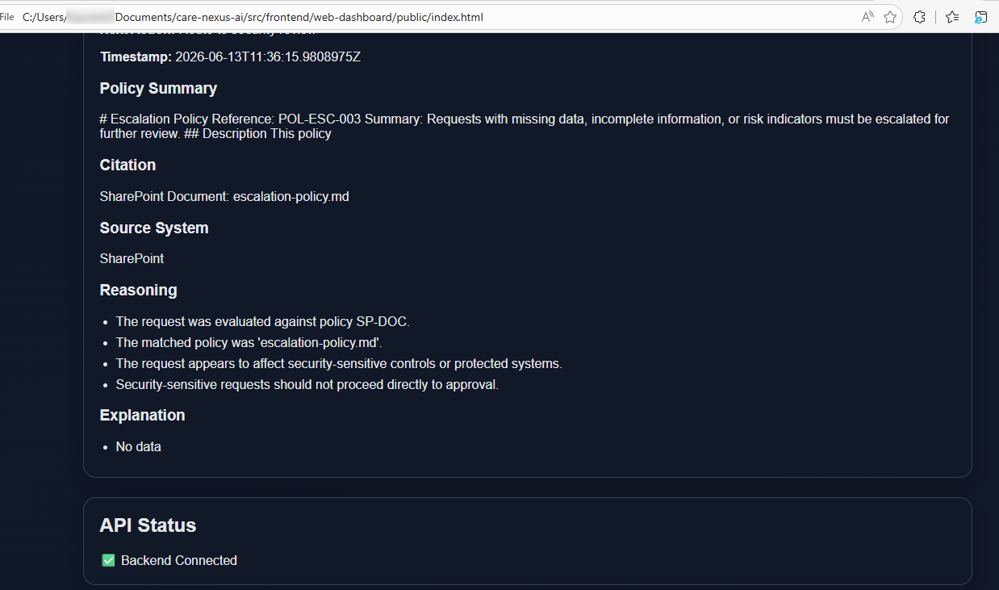 File C:/Users/ Documents/care-nexus-ai/src/frontend/web-dashboard/public/index.html
Timestamp: 2026-06-13T11:36:15.9808975Z
Policy Summary
# Escalation Policy Reference: POL-ESC-003 Summary: Requests with missing data, incomplete information, or risk indicators must be escalated for
further review. ## Description This policy
Citation
SharePoint Document: escalation-policy.md
Source System
SharePoint
Reasoning
• The request was evaluated against policy SP-DOC.
• The matched policy was 'escalation-policy.md'.
• The request appears to affect security-sensitive controls or protected systems.
• Security-sensitive requests should not proceed directly to approval.
Explanation
• No data
API Status
✅ Backend Connected